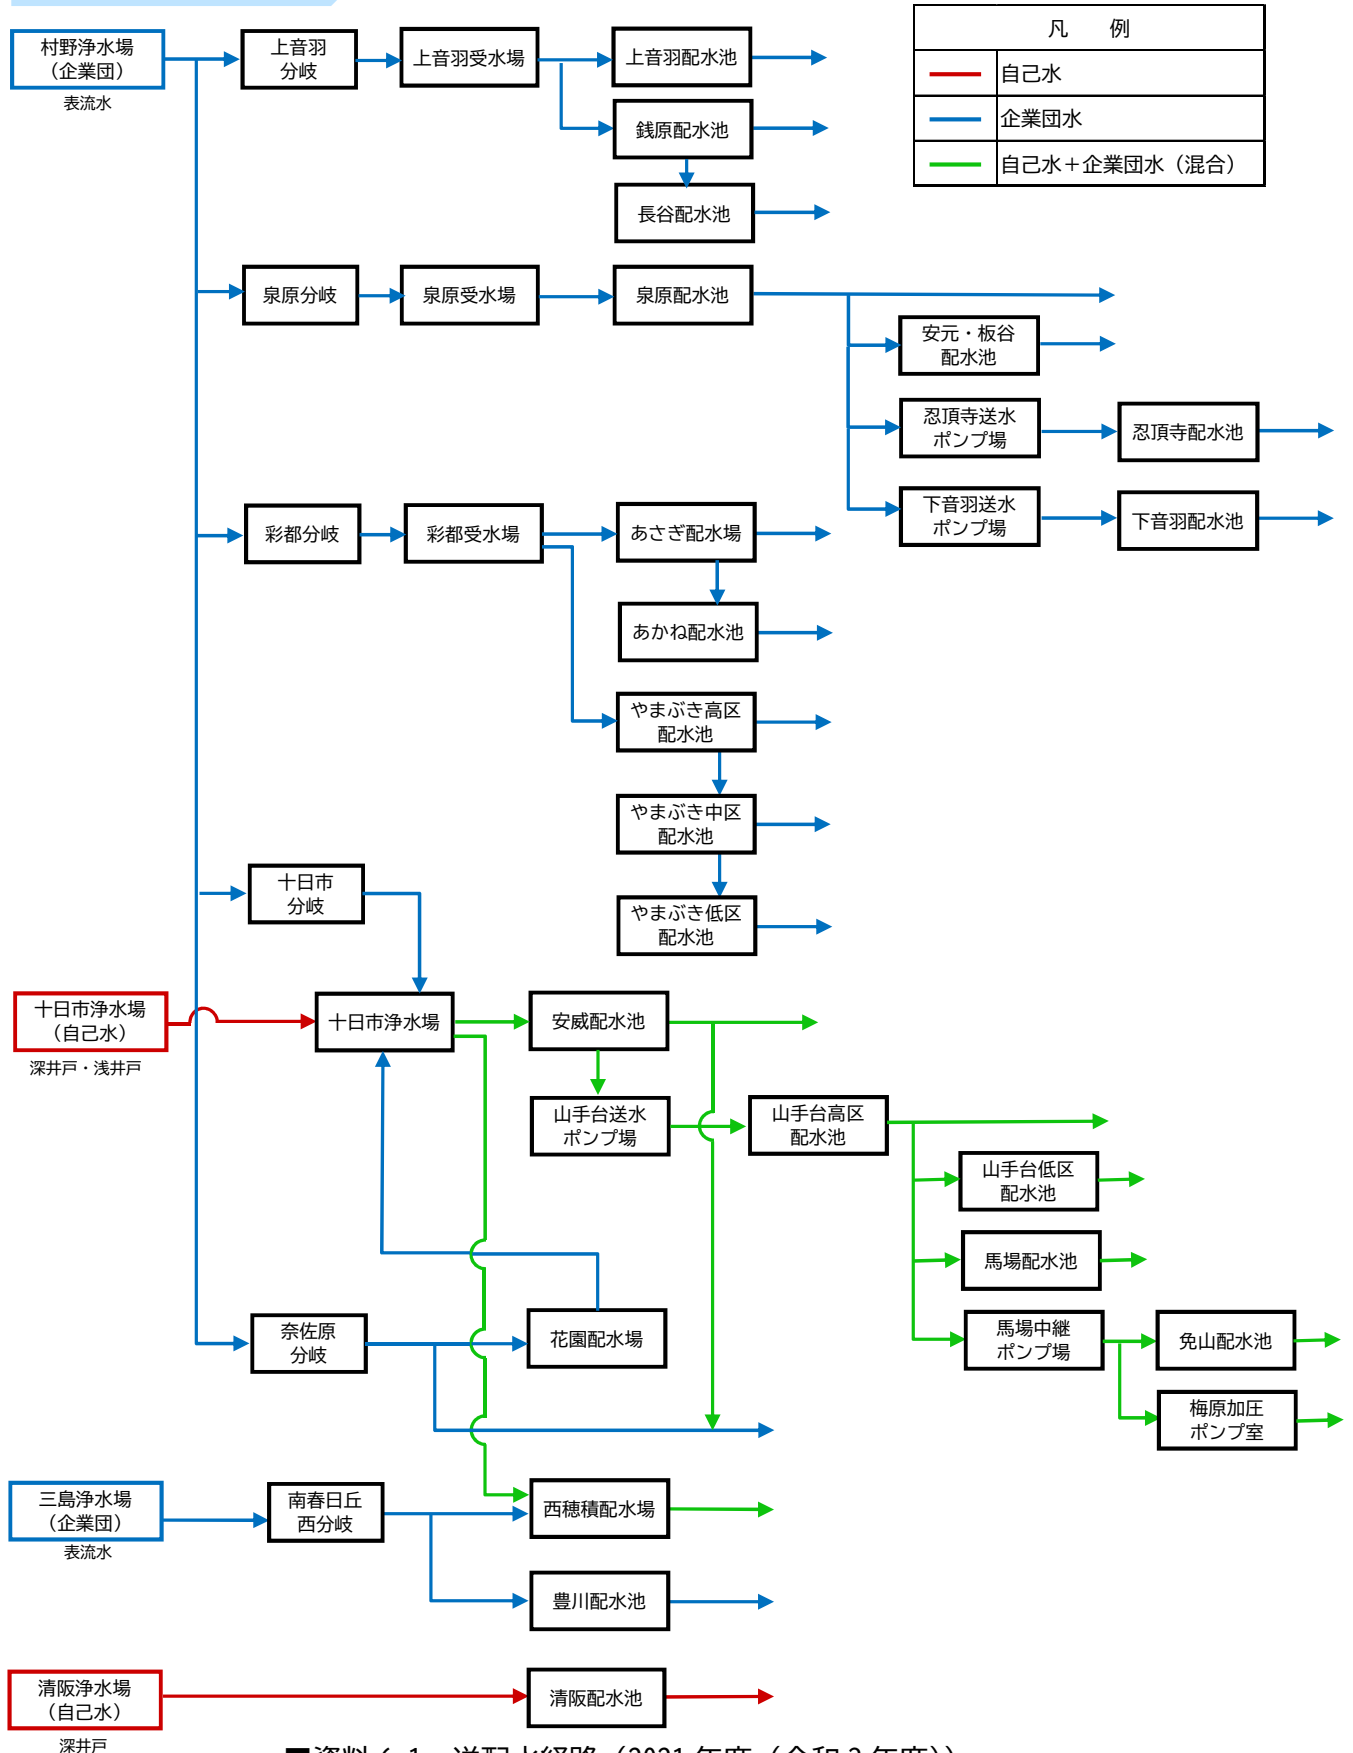 村野浄水場
（企業団）
表流水
上音羽
分岐
上音羽受水場
上音羽配水池
銭原配水池
長谷配水池
凡　例
自己水
企業団水
自己水＋企業団水（混合）
泉原分岐
泉原受水場
泉原配水池
安元・板谷
配水池
忍頂寺送水
ポンプ場
忍頂寺配水池
下音羽送水
ポンプ場
下音羽配水池
彩都分岐
彩都受水場
あさぎ配水場
あかね配水池
やまぶき高区
配水池
やまぶき中区
配水池
やまぶき低区
配水池
十日市
分岐
十日市浄水場
（自己水）
深井戸・浅井戸
十日市浄水場
安威配水池
山手台送水
ポンプ場
山手台高区
配水池
山手台低区
配水池
馬場配水池
馬場中継
ポンプ場
免山配水池
梅原加圧
ポンプ室
奈佐原
分岐
花園配水場
三島浄水場
（企業団）
表流水
南春日丘
西分岐
西穂積配水場
豊川配水池
清阪浄水場
（自己水）
深井戸
清阪配水池